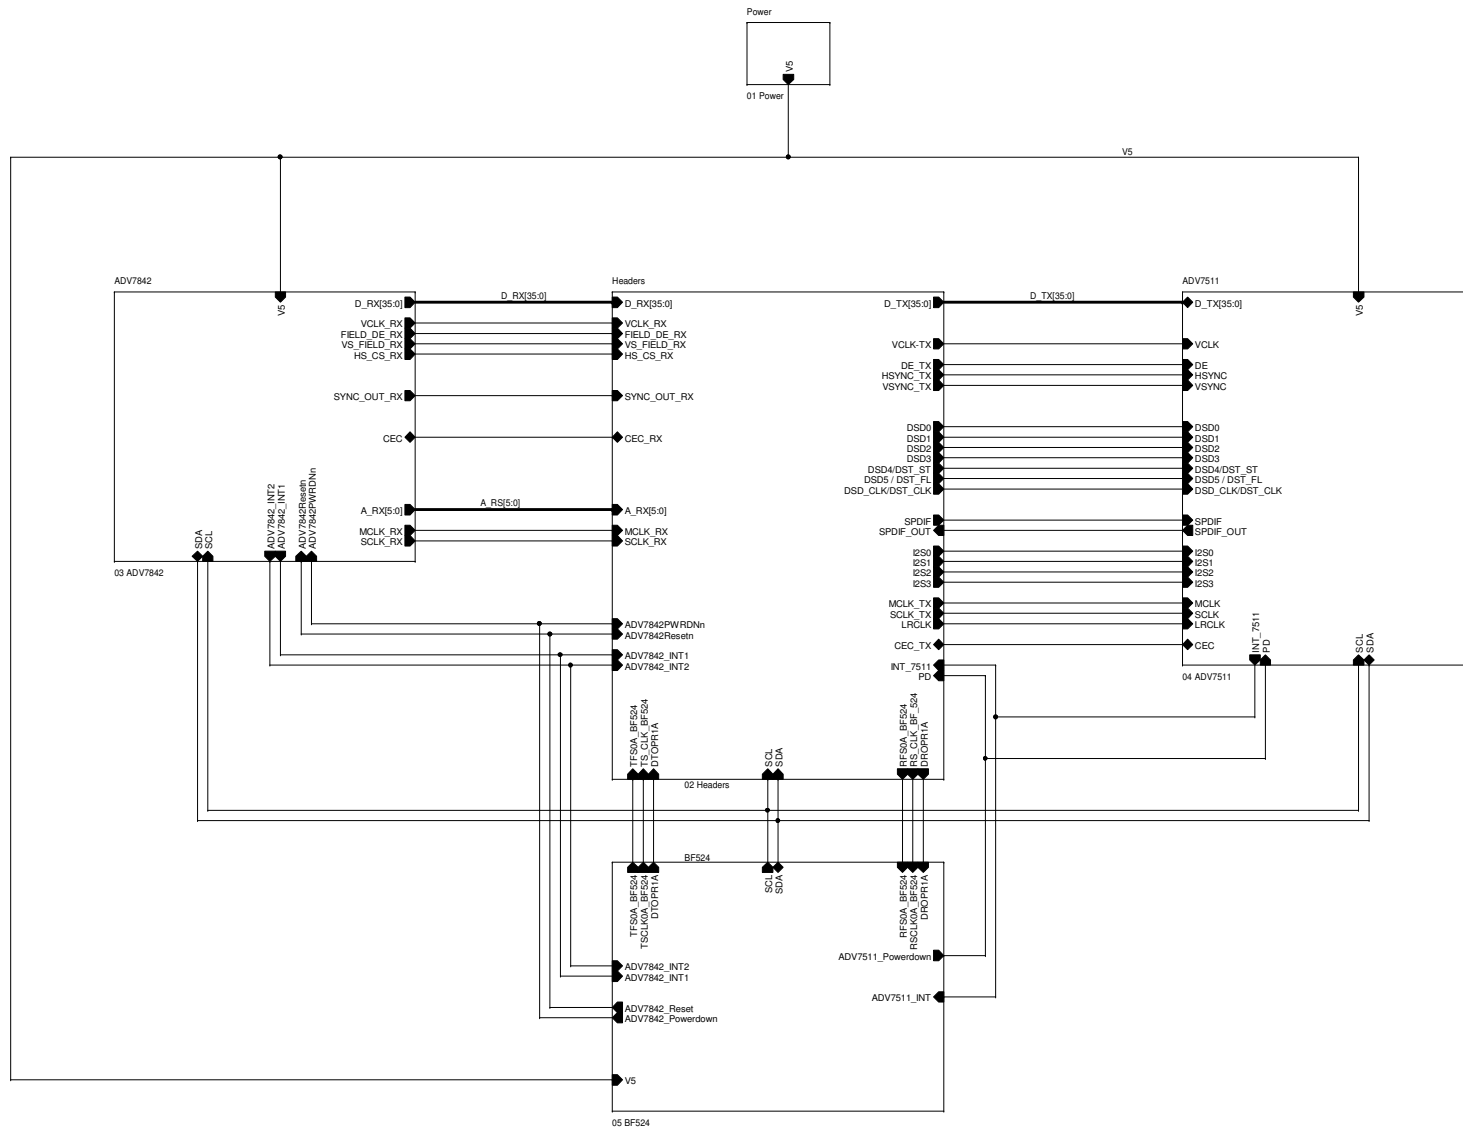 Power
V5
01 Power
V5
ADV7842
V5
D_RX[35:0]
VCLK_RX
FIELD_DE_RX
VS_FIELD_RX
HS_CS_RX
SYNC_OUT_RX
CEC
A_RX[5:0]
MCLK_RX
SCLK_RX
SDA
SCL
ADV7842_INT2
ADV7842_INT1
ADV7842Resetn
ADV7842PWRDNn
03 ADV7842
D_RX[35:0]
A_RS[5:0]
Headers
D_RX[35:0]
VCLK_RX
FIELD_DE_RX
VS_FIELD_RX
HS_CS_RX
SYNC_OUT_RX
CEC_RX
A_RX[5:0]
MCLK_RX
SCLK_RX
ADV7842PWRDNn
ADV7842Resetn
ADV7842_INT1
ADV7842_INT2
D_TX[35:0]
VCLK-TX
DE_TX
HSYNC_TX
VSYNC_TX
DSD0
DSD1
DSD2
DSD3
DSD4/DST_ST
DSD5 / DST_FL
DSD_CLK/DST_CLK
SPDIF
SPDIF_OUT
I2S0
I2S1
I2S2
I2S3
MCLK_TX
SCLK_TX
LRCLK
CEC_TX
INT_7511
PD
TFS0A_BF524
TS_CLK_BF524
DTOPR1A
SCL
SDA
RFS0A_BF524
RS_CLK_BF_524
DROPR1A
02 Headers
D_TX[35:0]
ADV7511
V5
D_TX[35:0]
VCLK
DE
HSYNC
VSYNC
DSD0
DSD1
DSD2
DSD3
DSD4/DST_ST
DSD5 / DST_FL
DSD_CLK/DST_CLK
SPDIF
SPDIF_OUT
I2S0
I2S1
I2S2
I2S3
MCLK
SCLK
LRCLK
CEC
INT_7511
PD
SCL
SDA
04 ADV7511
BF524
TFS0A_BF524
TSCLK0A_BF524
DTOPR1A
SCL
SDA
RFS0A_BF524
RSCLK0A_BF524
DROPR1A
ADV7511_Powerdown
ADV7511_INT
ADV7842_INT2
ADV7842_INT1
ADV7842_Reset
ADV7842_Powerdown
V5
05 BF524